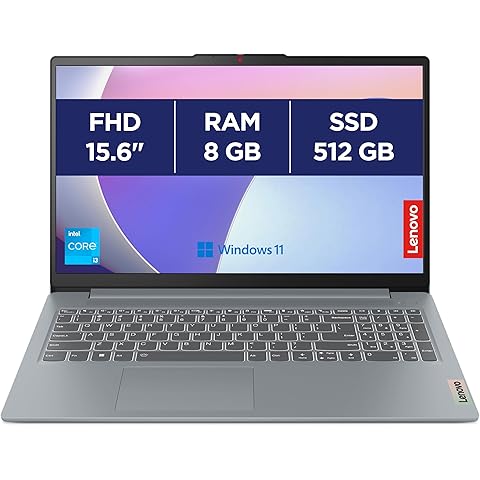 FHD
15.6"
RAM
8 GB
SSD
512 GB
intel
CORE
i3
Windows 11
Lenovo
Lenovo